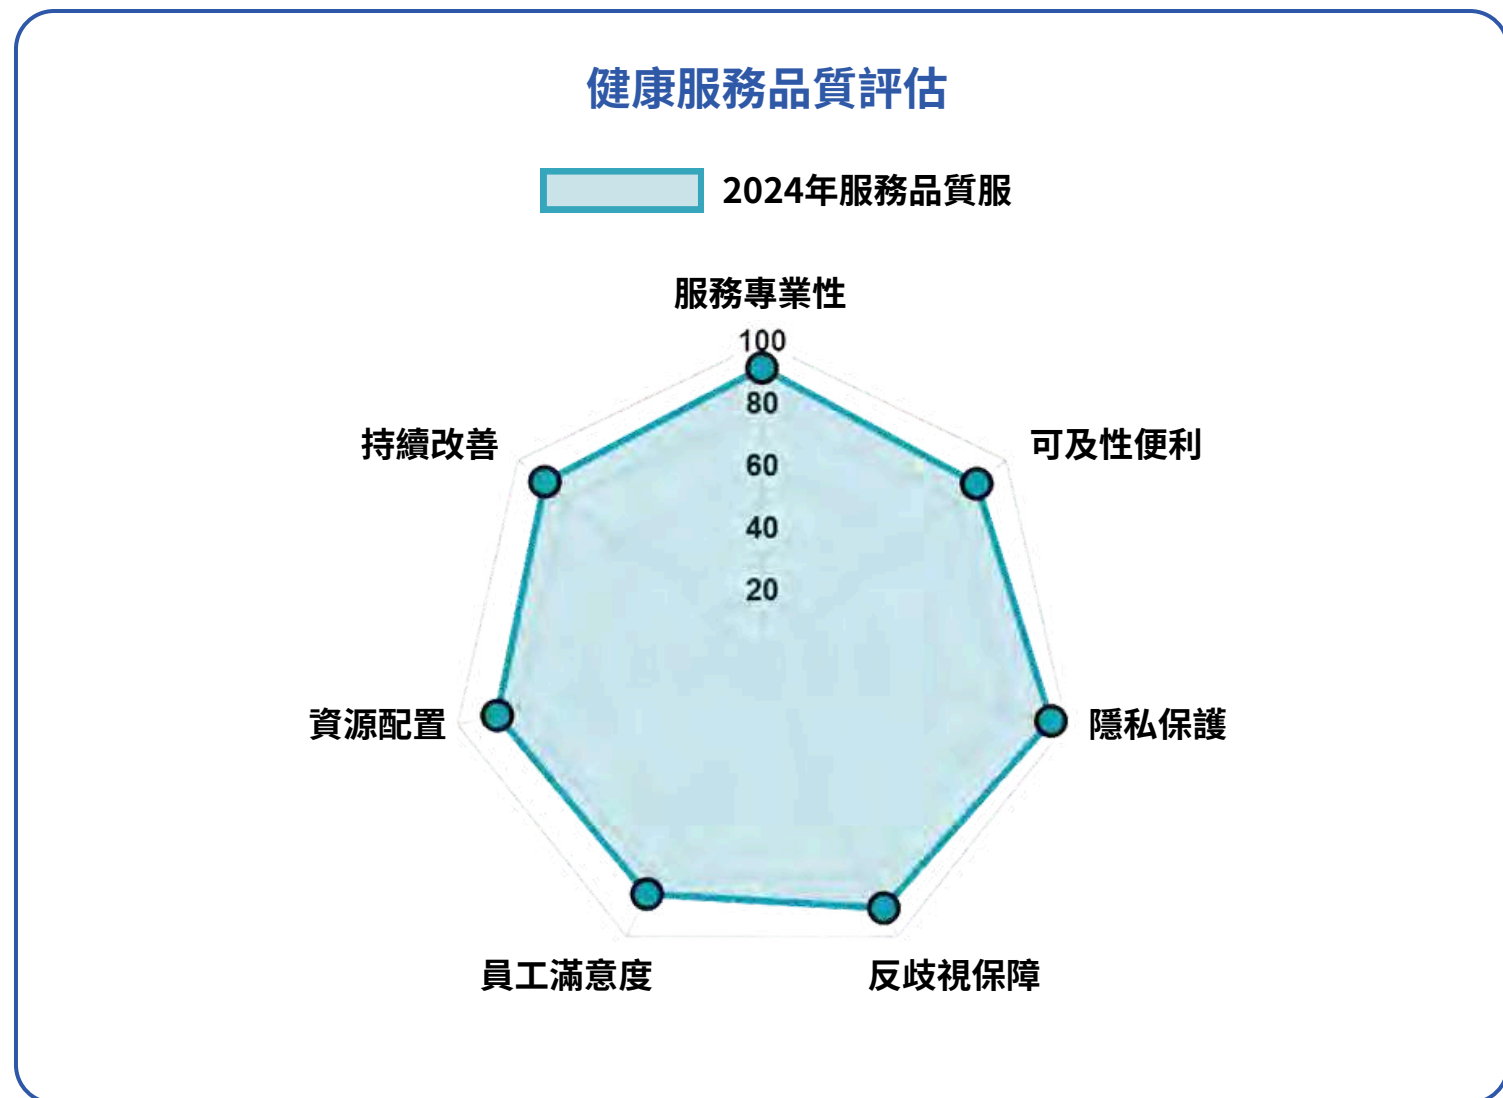 健康服務品質評估
2024年服務品質服
服務專業性
100
80
60
40
20
持續改善
可及性便利
資源配置
隱私保護
員工滿意度
反歧視保障